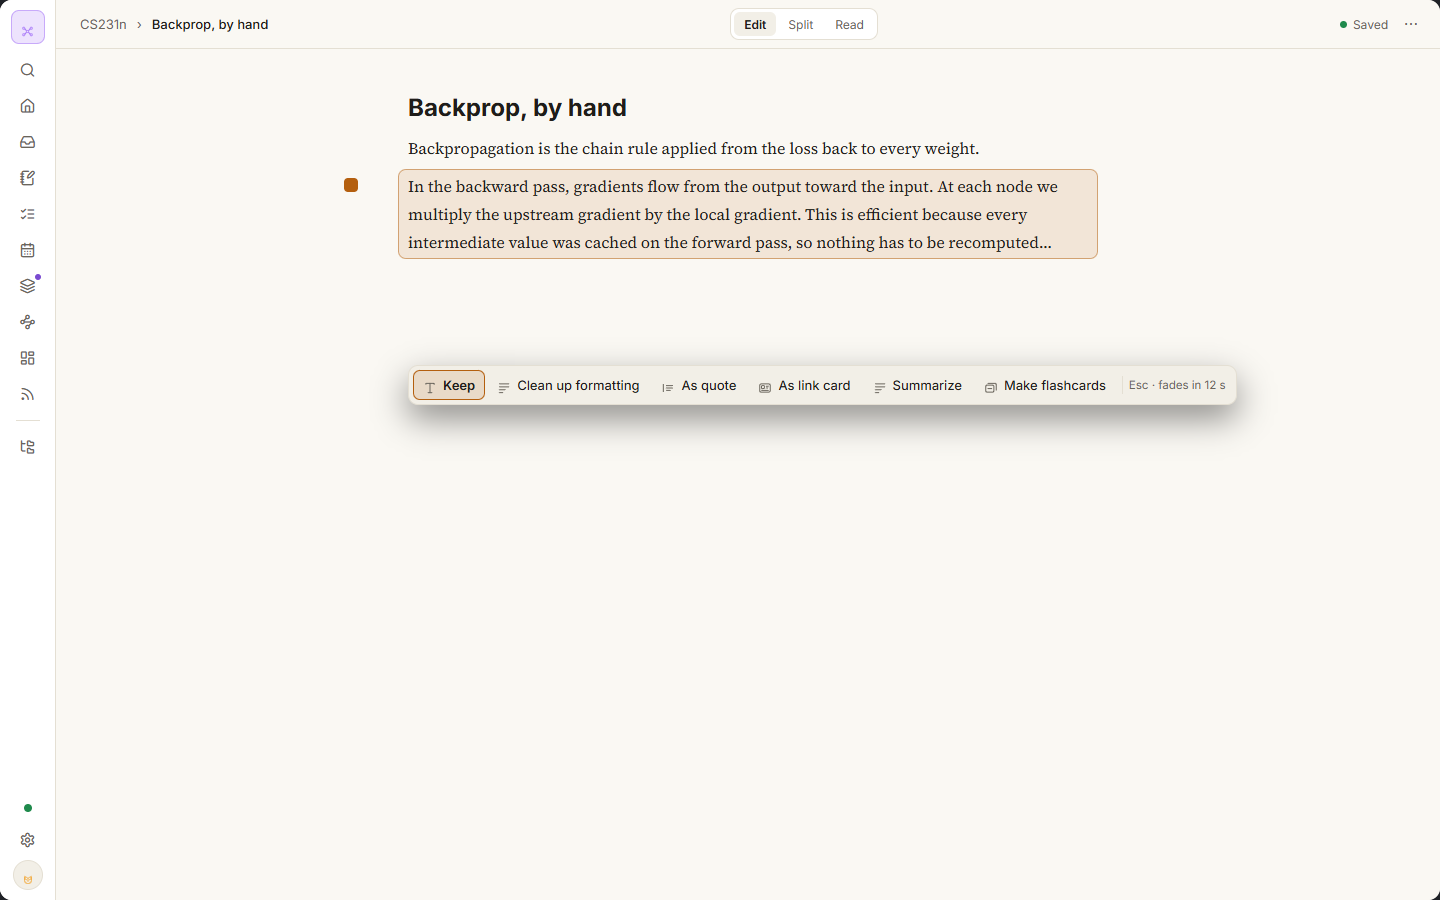 CS231n › Backprop, by hand
Edit Split Read
Saved ···
Backprop, by hand
Backpropagation is the chain rule applied from the loss back to every weight.
In the backward pass, gradients flow from the output toward the input. At each node we
multiply the upstream gradient by the local gradient. This is efficient because every
intermediate value was cached on the forward pass, so nothing has to be recomputed…
Keep Clean up formatting As quote As link card Summarize Make flashcards Esc · fades in 12 s